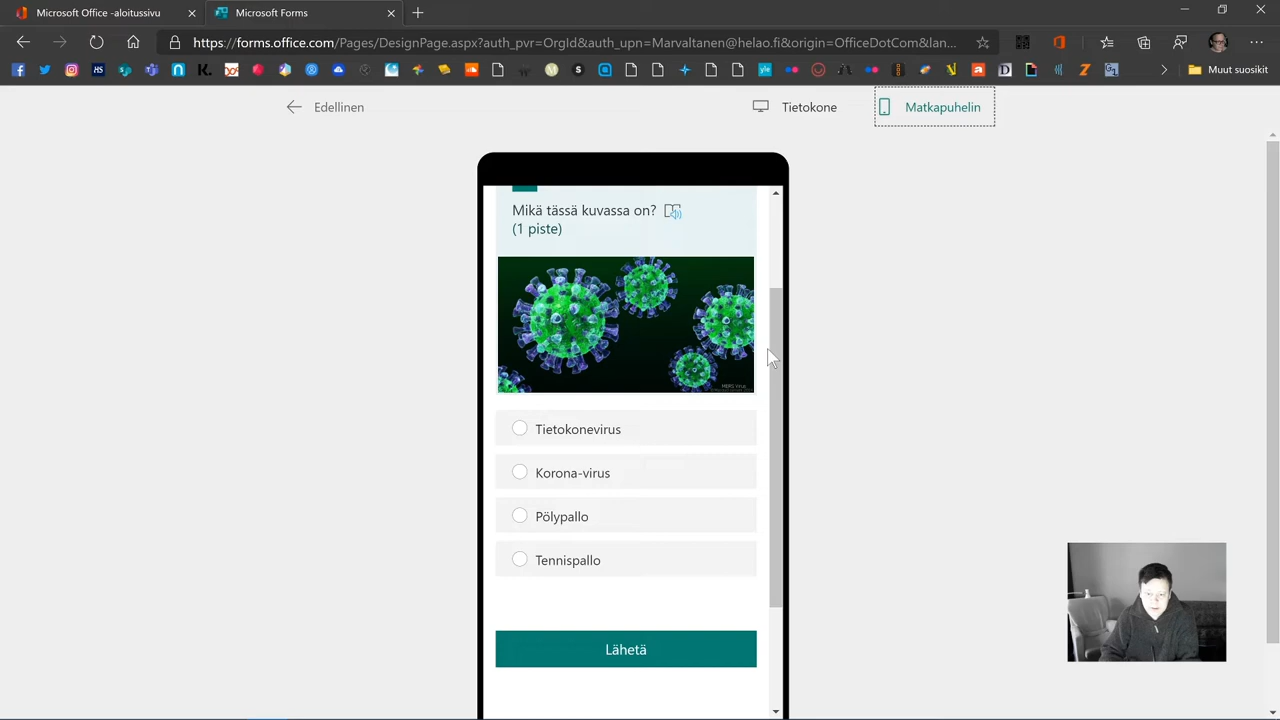 Microsoft Office -aloitussivu
Microsoft Forms
https://forms.office.com/Pages/DesignPage.aspx?auth_pvr=OrgId&auth_upn=Marvaltanen@helao.fi&origin=OfficeDotCom&lan...
Muut suosikit
Edellinen
Tietokone
Matkapuhelin
Mikä tässä kuvassa on?
(1 piste)
MERS Virus
Tietokonevirus
Korona-virus
Pölypallo
Tennispallo
Lähetä